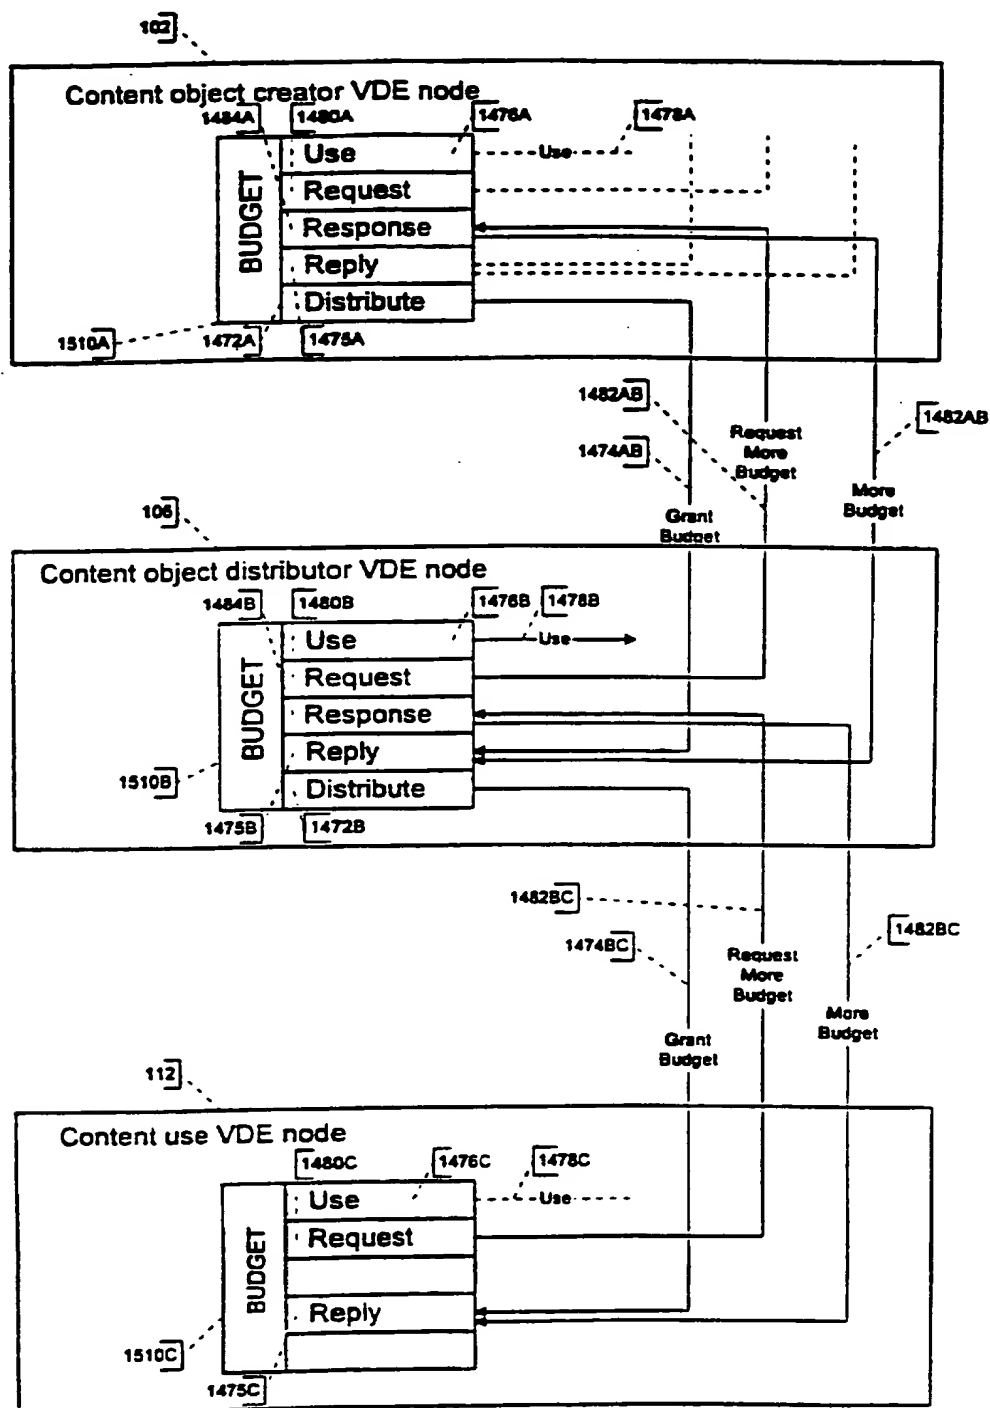 102
Content object creator VDE node
1484A
1480A
1476A
1478A
BUDGET
Use
Use
Request
Response
Reply
Distribute
1510A
1472A
1475A
1482AB
1474AB
Request
More
Budget
1482AB
More
Budget
Grant
Budget
106
Content object distributor VDE node
1484B
1480B
1476B
1478B
BUDGET
Use
Use
Request
Response
Reply
Distribute
1510B
1475B
1472B
1482BC
1474BC
1482BC
Request
More
Budget
More
Budget
Grant
Budget
112
Content use VDE node
1480C
1476C
1478C
BUDGET
Use
Use
Request
Reply
1510C
1475C